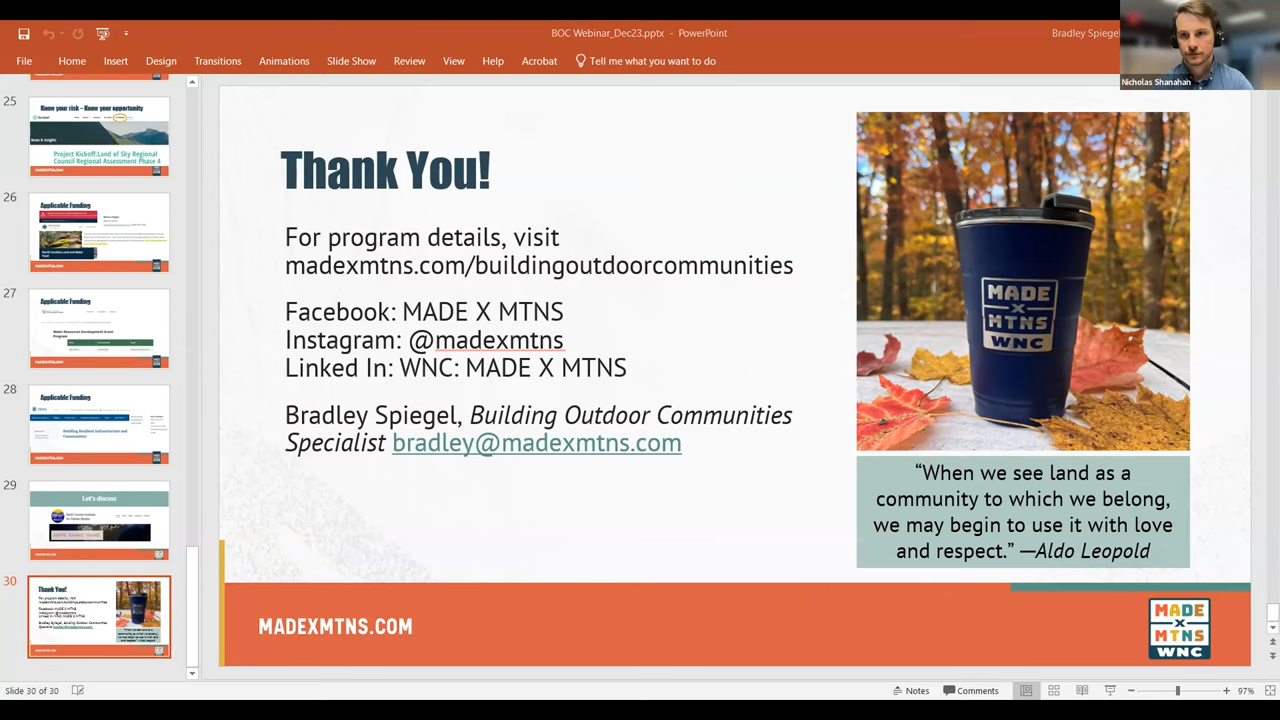 BOC Webinar_Dec23.pptx - PowerPoint
Bradley Spiegel
File Home Insert Design Transitions Animations Slide Show Review View Help Acrobat Tell me what you want to do
Nicholas Shanahan
25
Know your risk – Know your opportunity
Project Kickoff:Land of Sky Regional
Council Regional Assessment Phase 4
26
Applicable Funding
27
Applicable Funding
Water Resources Development Grant
Program
28
Applicable Funding
Building Resilient Infrastructure and
Communities
29
Let's discuss
30
Thank You!
Thank You!
For program details, visit
madexmtns.com/buildingoutdoorcommunities
Facebook: MADE X MTNS
Instagram: @madexmtns
Linked In: WNC: MADE X MTNS
Bradley Spiegel, Building Outdoor Communities
Specialist bradley@madexmtns.com
MADE
X
MTNS
WNC
“When we see land as a
community to which we belong,
we may begin to use it with love
and respect.” —Aldo Leopold
MADEXMTNS.COM
MADE
X
MTNS
WNC
Slide 30 of 30
Notes Comments 97%